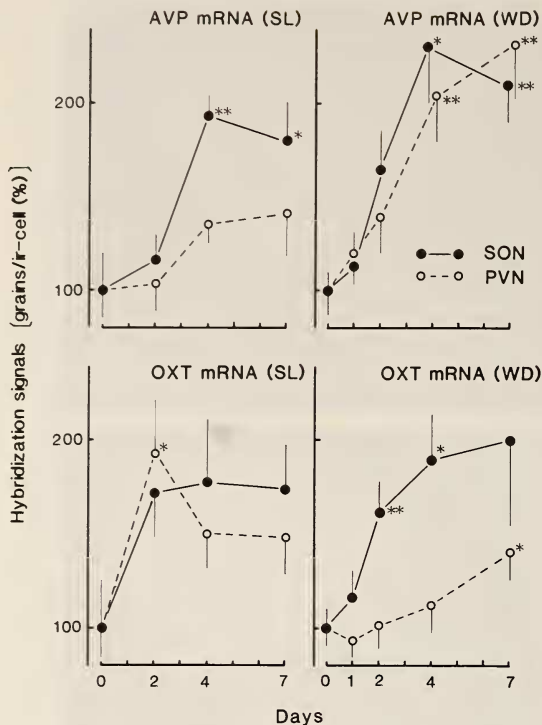 AVP mRNA (SL)
AVP mRNA (WD)
200
100
**
*
*
**
**
**
SON
PVN
OXT mRNA (SL)
OXT mRNA (WD)
200
100
*
**
*
*
Hybridization signals [grains/ir-cell (%)]
0 2 4 7
0 1 2 4 7
Days